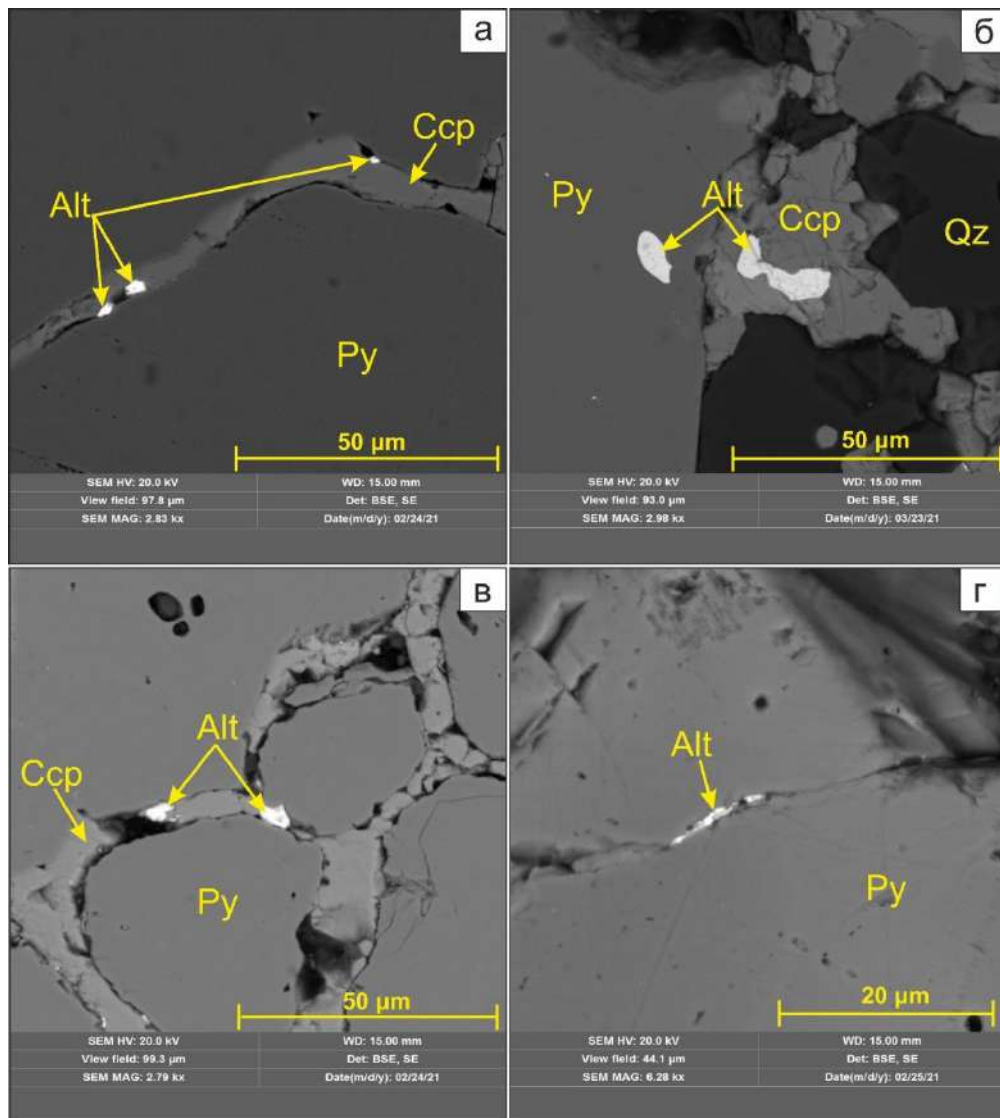 а
Ccp
Alt
Py
50 µm
SEM HV: 20.0 kV
WD: 15.00 mm
View field: 97.8 µm
Det: BSE, SE
SEM MAG: 2.83 kx
Date(m/d/y): 02/24/21
б
Py
Alt
Ccp
Qz
50 µm
SEM HV: 20.0 kV
WD: 15.00 mm
View field: 93.0 µm
Det: BSE, SE
SEM MAG: 2.98 kx
Date(m/d/y): 03/23/21
в
Alt
Ccp
Py
50 µm
SEM HV: 20.0 kV
WD: 15.00 mm
View field: 99.3 µm
Det: BSE, SE
SEM MAG: 2.79 kx
Date(m/d/y): 02/24/21
г
Alt
Py
20 µm
SEM HV: 20.0 kV
WD: 15.00 mm
View field: 44.1 µm
Det: BSE, SE
SEM MAG: 6.28 kx
Date(m/d/y): 02/25/21